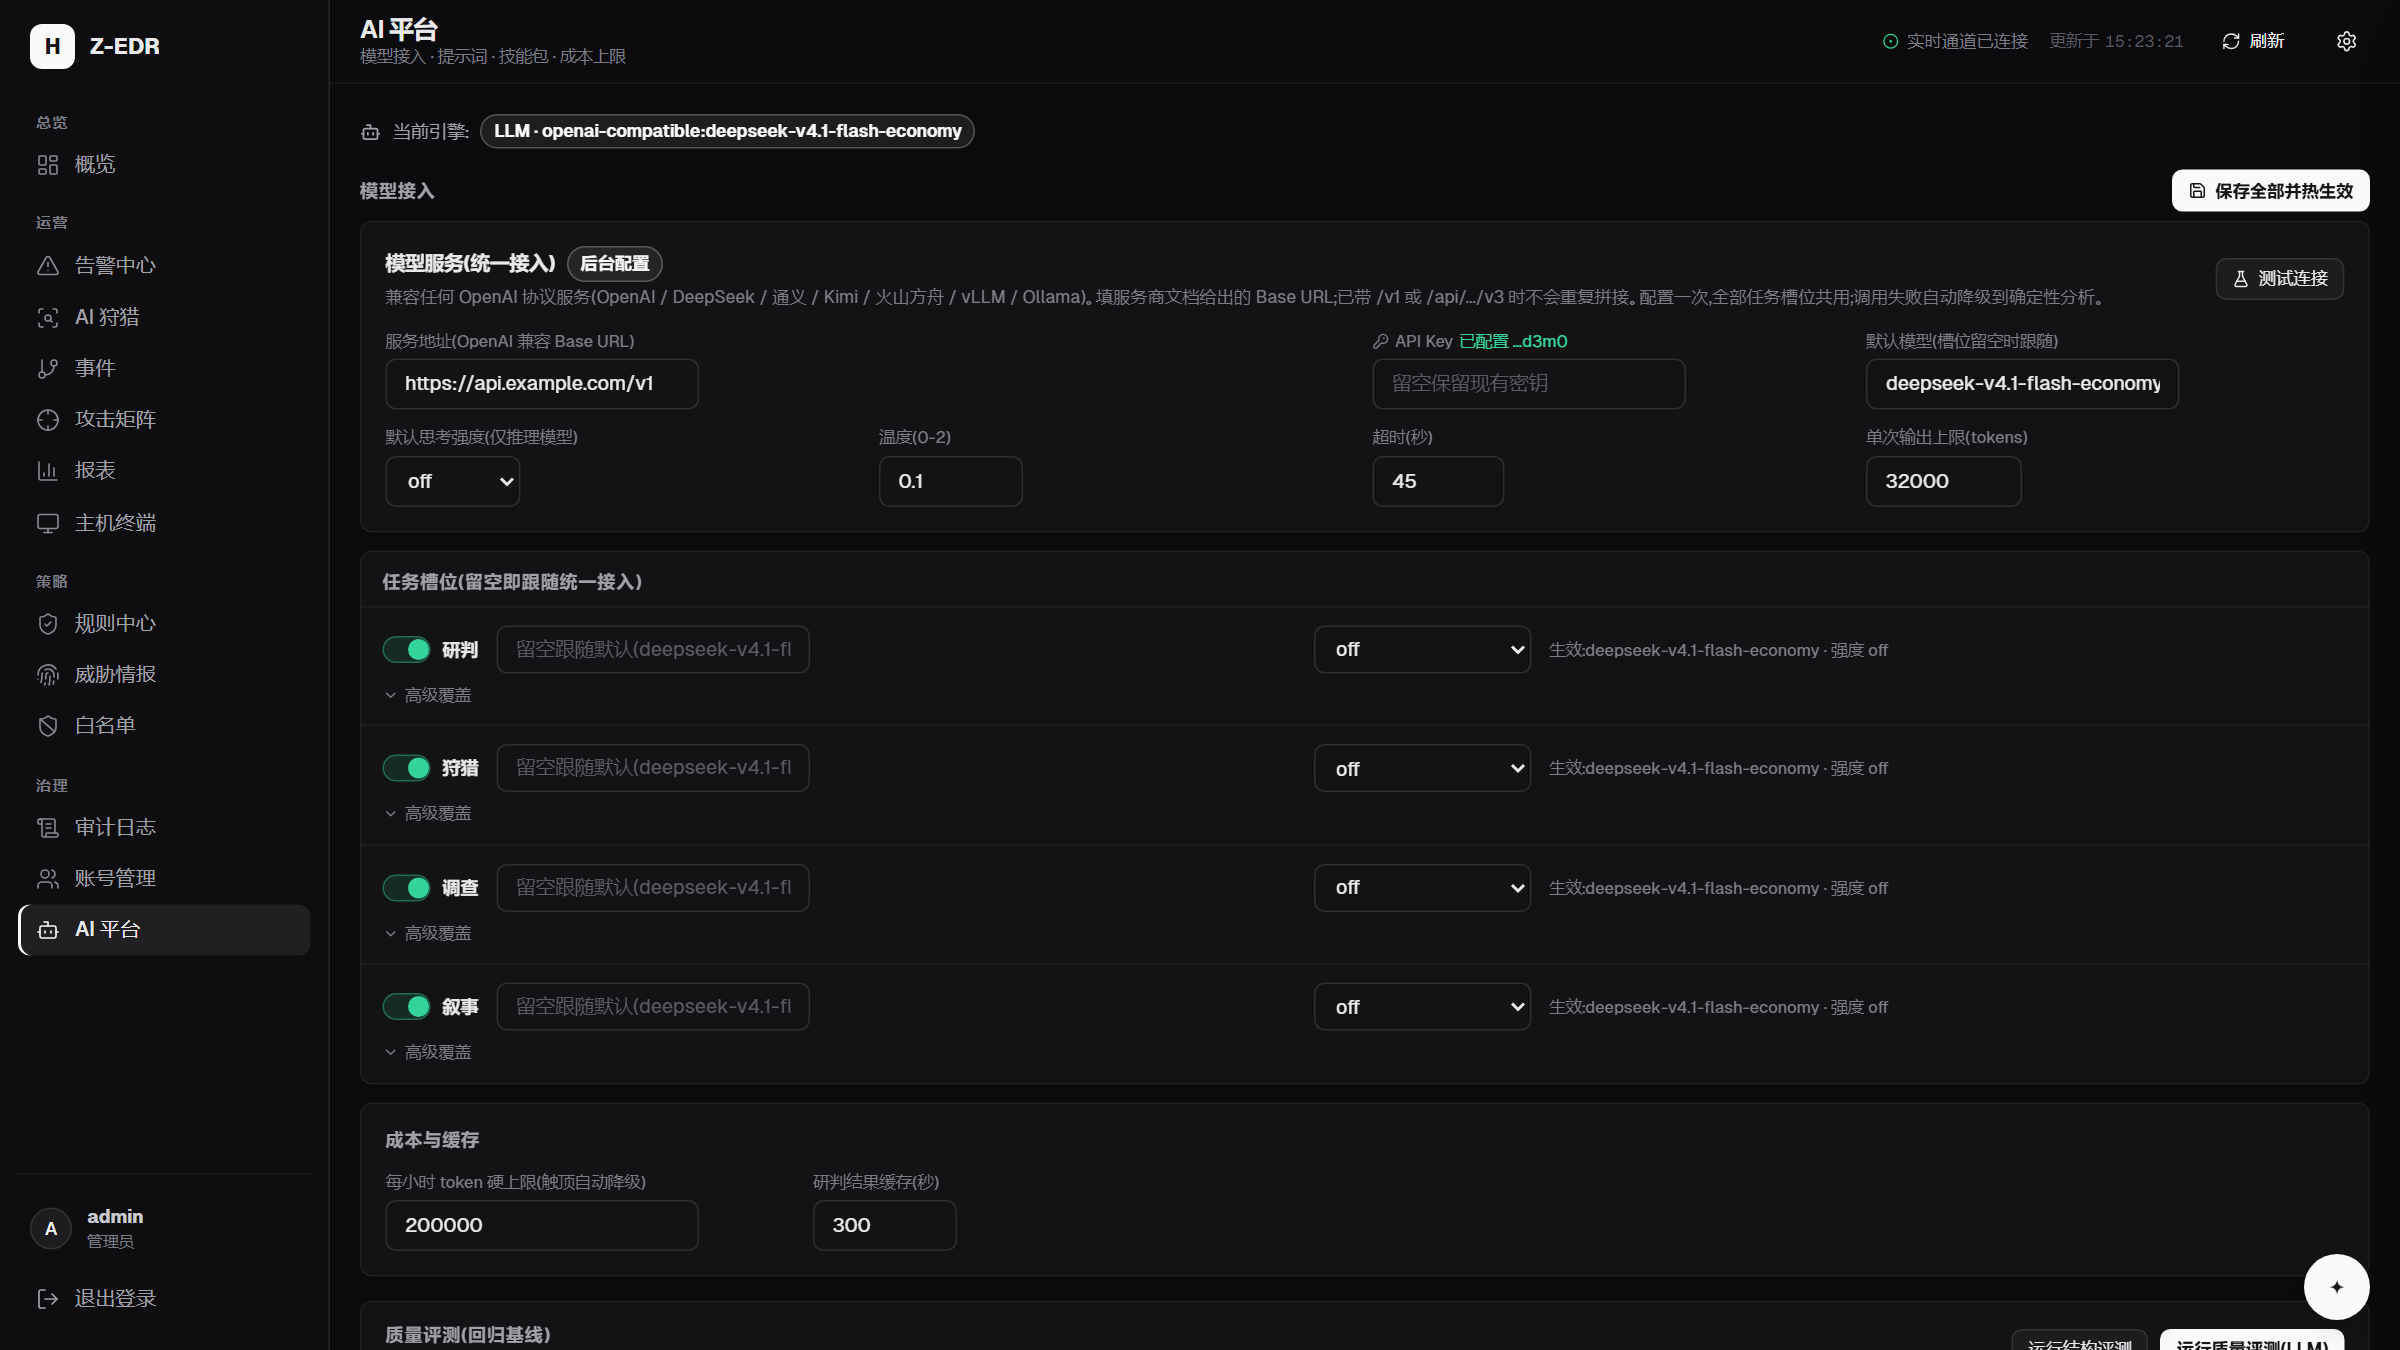 H Z-EDR
总览
概览
运营
告警中心
AI 狩猎
事件
攻击矩阵
报表
主机终端
策略
规则中心
威胁情报
白名单
治理
审计日志
账号管理
AI 平台
A admin
管理员
退出登录
AI 平台
模型接入 · 提示词 · 技能包 · 成本上限
实时通道已连接 更新于 15:23:21 刷新
当前引擎: LLM · openai-compatible:deepseek-v4.1-flash-economy
模型接入 保存全部并热生效
模型服务(统一接入) 后台配置
兼容任何 OpenAI 协议服务(OpenAI / DeepSeek / 通义 / Kimi / 火山方舟 / vLLM / Ollama)。填服务商文档给出的 Base URL;已带 /v1 或 /api/.../v3 时不会重复拼接。配置一次,全部任务槽位共用;调用失败自动降级到确定性分析。
测试连接
服务地址(OpenAI 兼容 Base URL) API Key 已配置 ...d3m0 默认模型(槽位留空时跟随)
https://api.example.com/v1 留空保留现有密钥 deepseek-v4.1-flash-economy
默认思考强度(仅推理模型) 温度(0-2) 超时(秒) 单次输出上限(tokens)
off 0.1 45 32000
任务槽位(留空即跟随统一接入)
研判 留空跟随默认(deepseek-v4.1-fl off 生效:deepseek-v4.1-flash-economy · 强度 off
高级覆盖
狩猎 留空跟随默认(deepseek-v4.1-fl off 生效:deepseek-v4.1-flash-economy · 强度 off
高级覆盖
调查 留空跟随默认(deepseek-v4.1-fl off 生效:deepseek-v4.1-flash-economy · 强度 off
高级覆盖
叙事 留空跟随默认(deepseek-v4.1-fl off 生效:deepseek-v4.1-flash-economy · 强度 off
高级覆盖
成本与缓存
每小时 token 硬上限(触顶自动降级) 研判结果缓存(秒)
200000 300
质量评测(回归基线)
运行结构评测 运行质量评测(LLM)